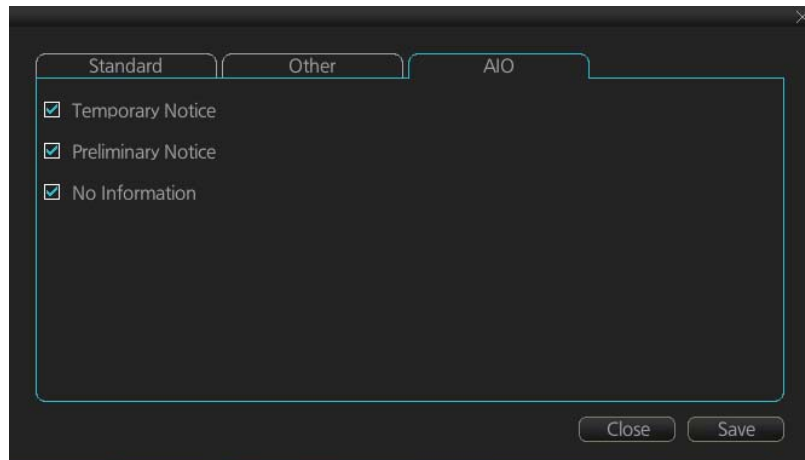 Standard Other AIO
Temporary Notice
Preliminary Notice
No Information
Close Save